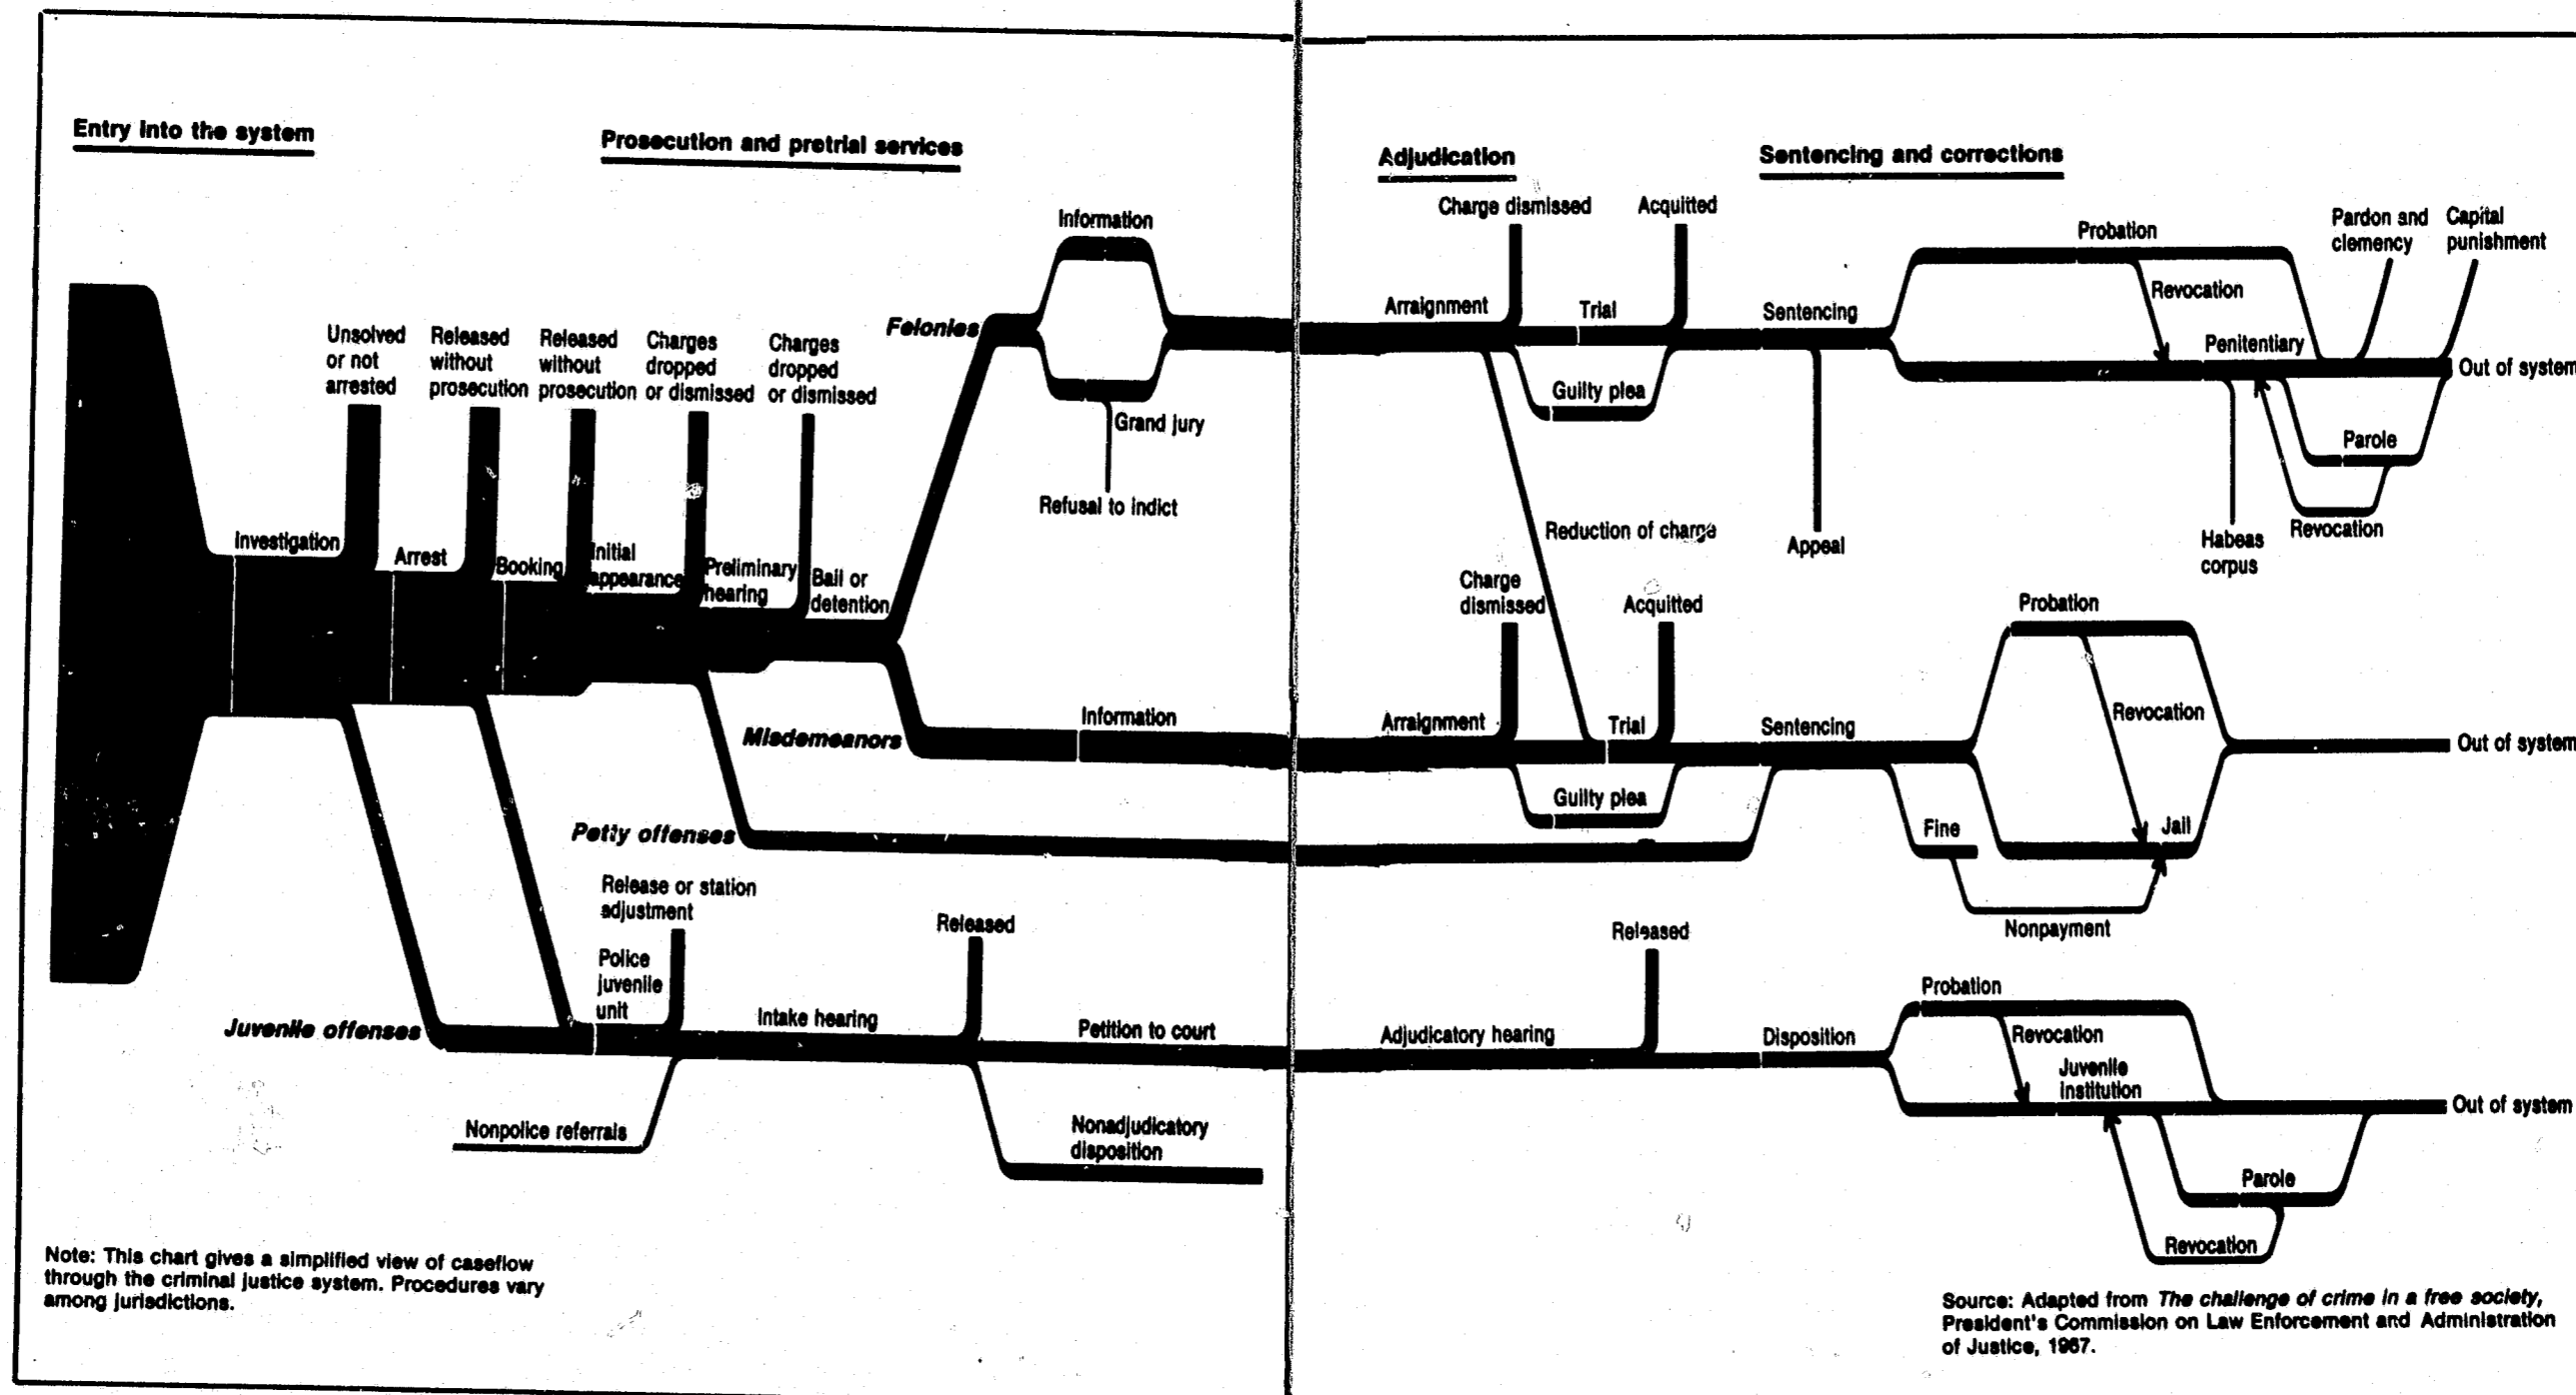 Entry into the system
Prosecution and pretrial services
Adjudication
Sentencing and corrections
Information
Felonies
Grand jury
Refusal to indict
Unsolved
or not
arrested
Released
without
prosecution
Released
without
prosecution
Charges
dropped
or dismissed
Charges
dropped
or dismissed
Investigation
Arrest
Booking
Initial
appearance
Preliminary
hearing
Bail or
detention
Misdemeanors
Information
Petty offenses
Release or station
adjustment
Police
juvenile
unit
Released
Juvenile offenses
Intake hearing
Petition to court
Nonpolice referrals
Nonadjudicatory
disposition
Charge dismissed
Acquitted
Arraignment
Trial
Guilty plea
Sentencing
Reduction of charge
Appeal
Probation
Revocation
Penitentiary
Pardon and
clemency
Capital
punishment
Out of system
Parole
Revocation
Habeas
corpus
Charge
dismissed
Acquitted
Arraignment
Trial
Guilty plea
Sentencing
Probation
Revocation
Fine
Jail
Nonpayment
Out of system
Released
Adjudicatory hearing
Disposition
Probation
Revocation
Juvenile
institution
Out of system
Parole
Revocation
Note: This chart gives a simplified view of caseflow
through the criminal justice system. Procedures vary
among jurisdictions.
Source: Adapted from The challenge of crime in a free society,
President's Commission on Law Enforcement and Administration
of Justice, 1967.